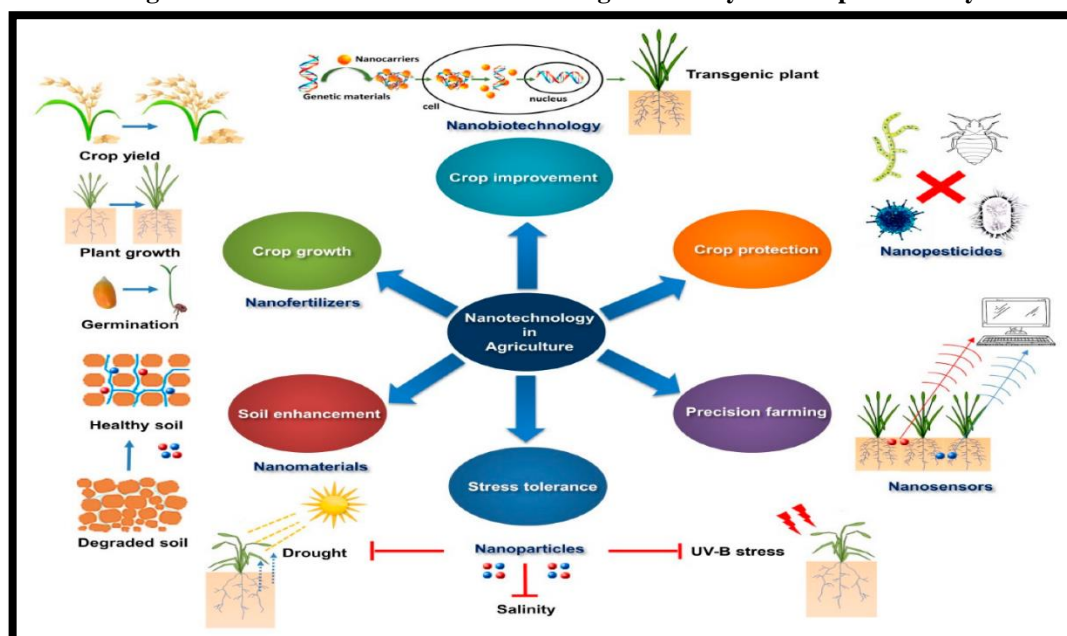 Nanocarriers
Genetic materials
cell
nucleus
Transgenic plant
Nanobiotechnology
Crop improvement
Crop yield
Plant growth
Germination
Crop growth
Nanofertilizers
Crop protection
Nanopesticides
Nanotechnology
in
Agriculture
Healthy soil
Degraded soil
Soil enhancement
Nanomaterials
Precision farming
Nanosensors
Stress tolerance
Drought
Nanoparticles
UV-B stress
Salinity